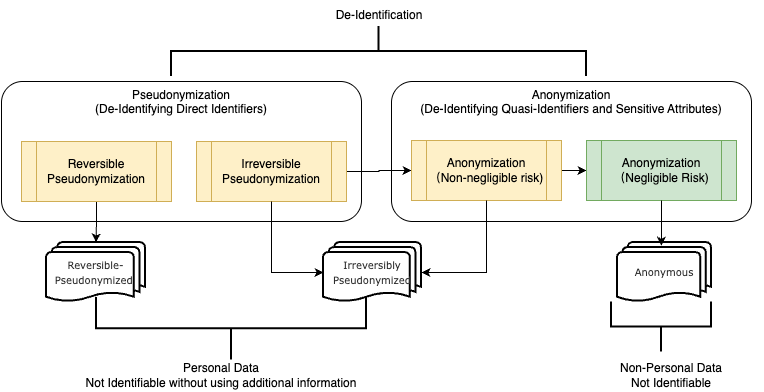 De-Identification
Pseudonymization
(De-Identifying Direct Identifiers)
Anonymization
(De-Identifying Quasi-Identifiers and Sensitive Attributes)
Reversible
Pseudonymization
Irreversible
Pseudonymization
Anonymization
(Non-negligible risk)
Anonymization
(Negligible Risk)
Reversible-
Pseudonymized
Irreversibly
Pseudonymized
Anonymous
Personal Data
Not Identifiable without using additional information
Non-Personal Data
Not Identifiable